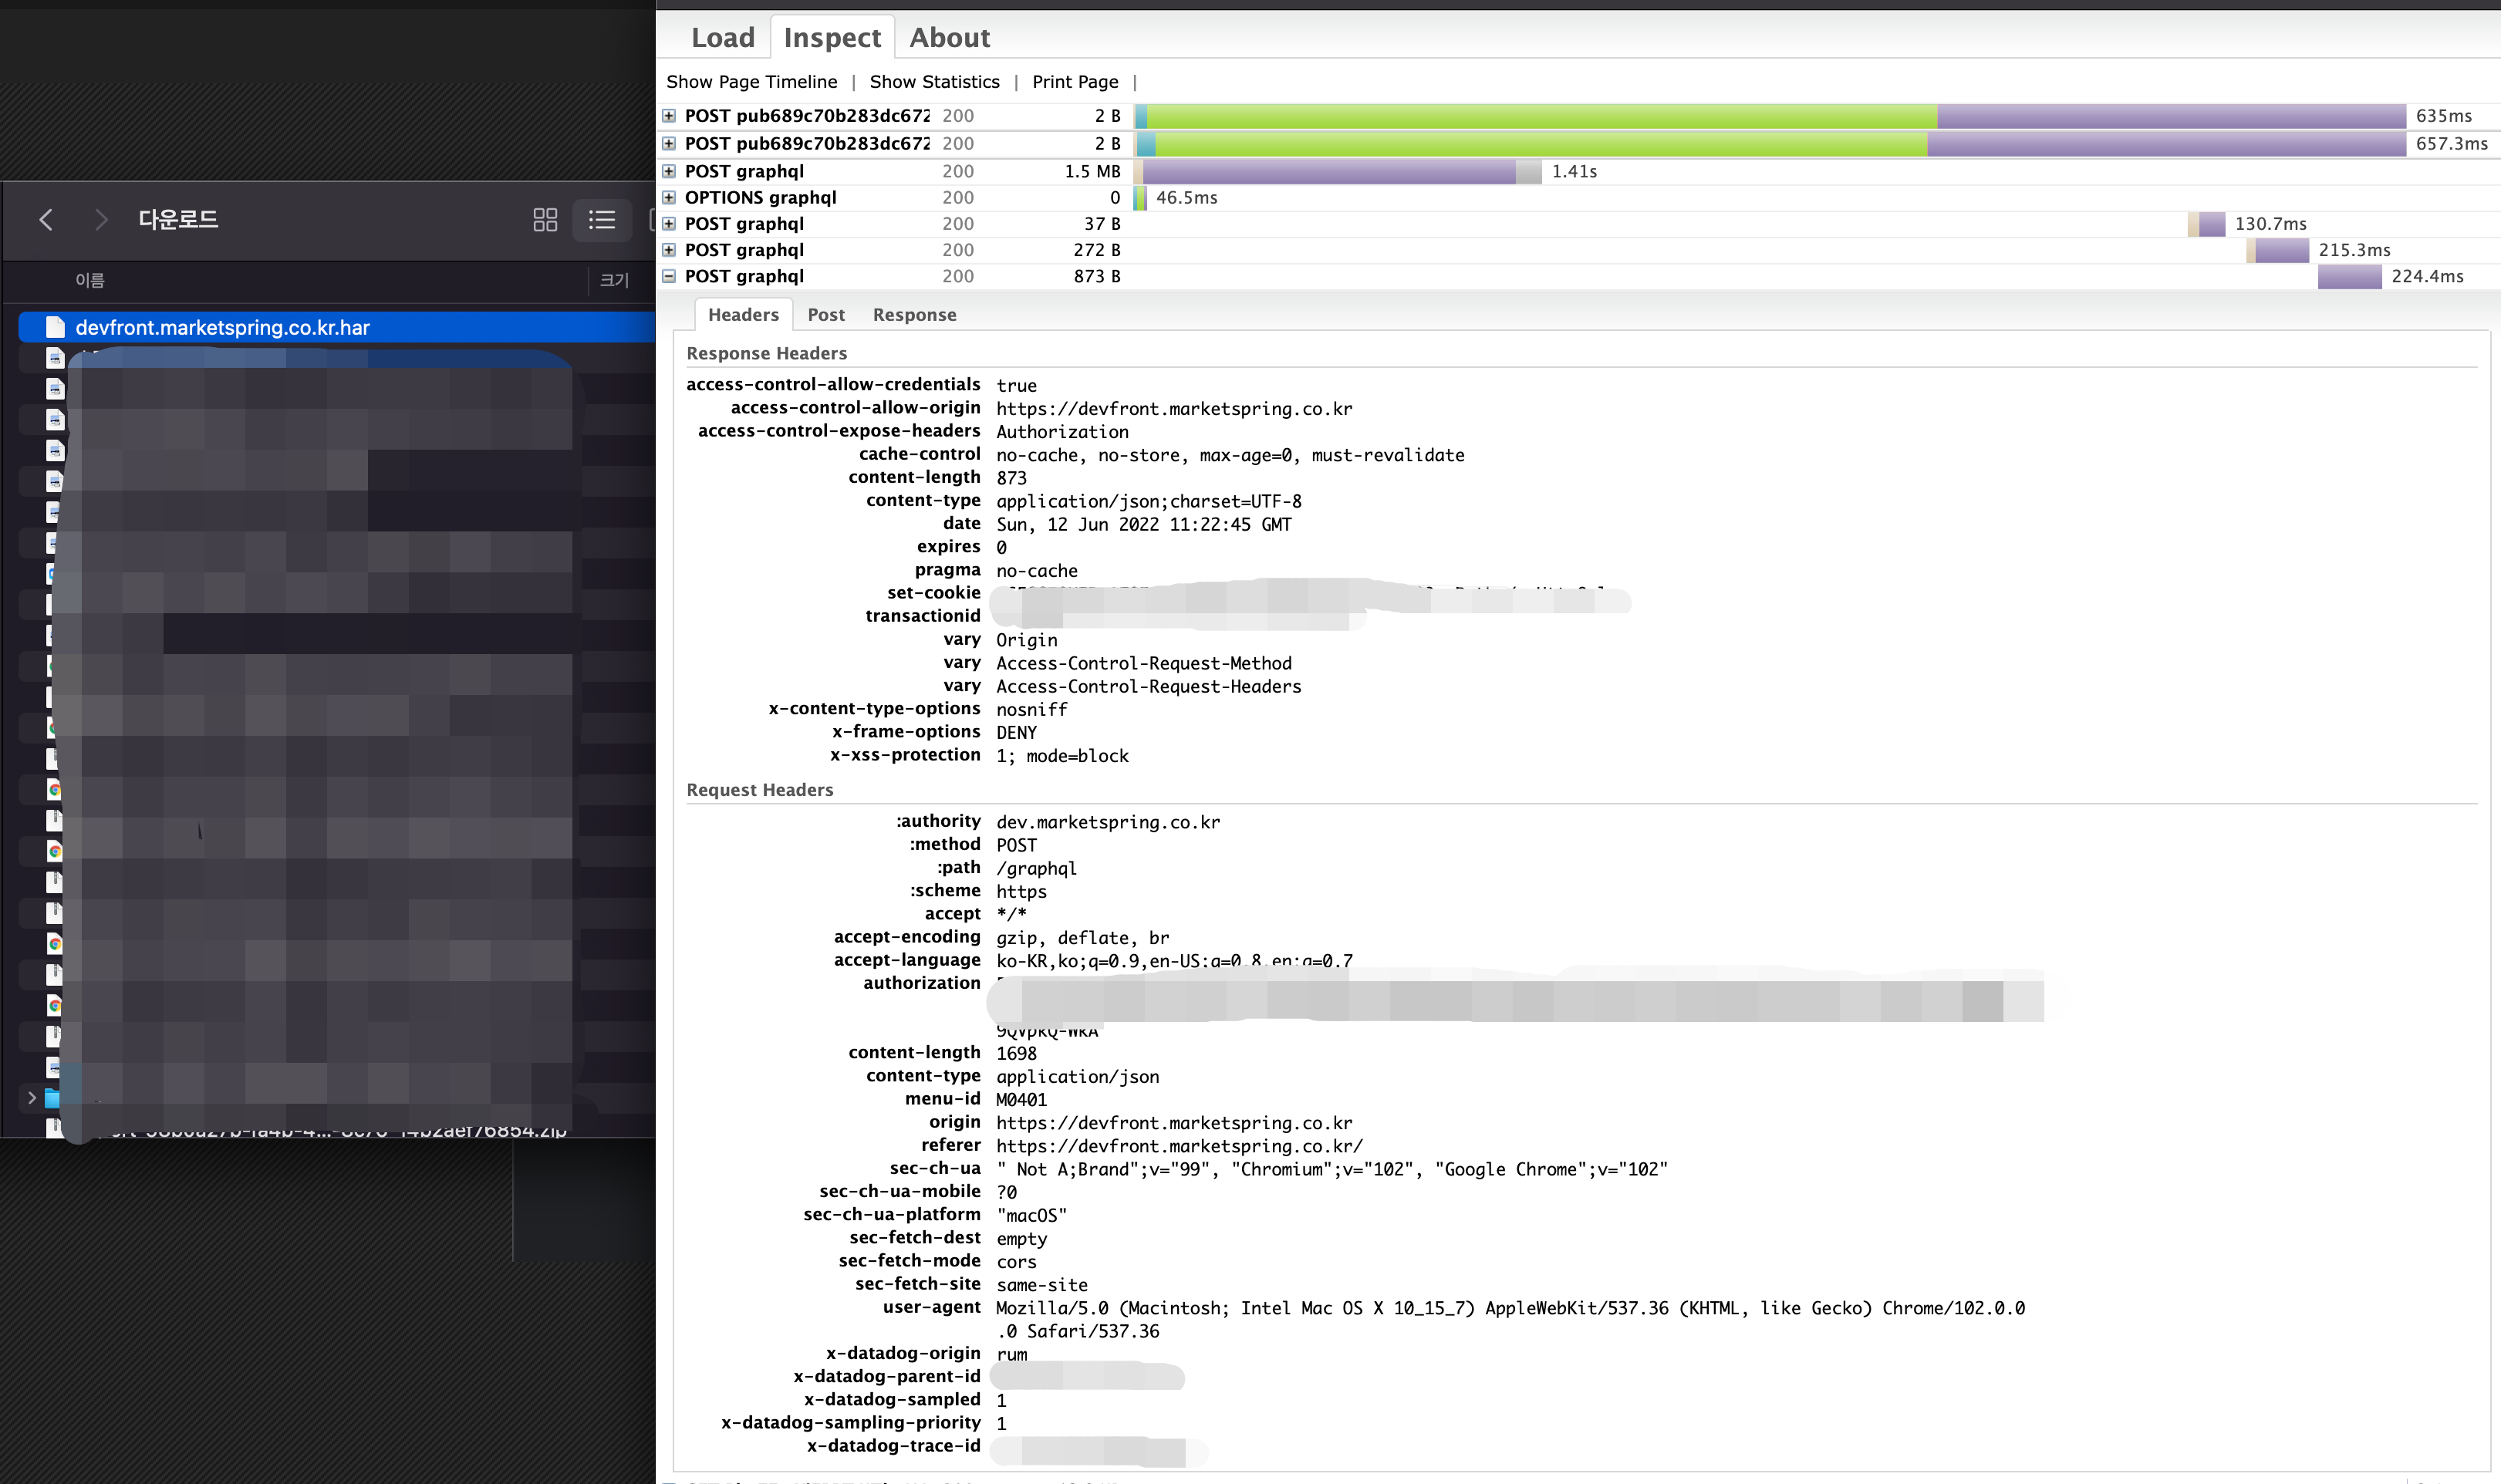 다운로드
이름
크기
devfront.marketspring.co.kr.har
Load
Inspect
About
Show Page Timeline | Show Statistics | Print Page |
POST pub689c70b283dc672 200 2 B 635ms
POST pub689c70b283dc672 200 2 B 657.3ms
POST graphql 200 1.5 MB 1.41s
OPTIONS graphql 200 0 46.5ms
POST graphql 200 37 B 130.7ms
POST graphql 200 272 B 215.3ms
POST graphql 200 873 B 224.4ms
Headers Post Response
Response Headers
access-control-allow-credentials true
access-control-allow-origin https://devfront.marketspring.co.kr
access-control-expose-headers Authorization
cache-control no-cache, no-store, max-age=0, must-revalidate
content-length 873
content-type application/json;charset=UTF-8
date Sun, 12 Jun 2022 11:22:45 GMT
expires 0
pragma no-cache
set-cookie
transactionid
vary Origin
vary Access-Control-Request-Method
vary Access-Control-Request-Headers
x-content-type-options nosniff
x-frame-options DENY
x-xss-protection 1; mode=block
Request Headers
:authority dev.marketspring.co.kr
:method POST
:path /graphql
:scheme https
accept */*
accept-encoding gzip, deflate, br
accept-language ko-KR,ko;q=0.9,en-US;q=0.8,en;q=0.7
authorization
content-length 1698
content-type application/json
menu-id M0401
origin https://devfront.marketspring.co.kr
referer https://devfront.marketspring.co.kr/
sec-ch-ua " Not A;Brand";v="99", "Chromium";v="102", "Google Chrome";v="102"
sec-ch-ua-mobile ?0
sec-ch-ua-platform "macOS"
sec-fetch-dest empty
sec-fetch-mode cors
sec-fetch-site same-site
user-agent Mozilla/5.0 (Macintosh; Intel Mac OS X 10_15_7) AppleWebKit/537.36 (KHTML, like Gecko) Chrome/102.0.0
.0 Safari/537.36
x-datadog-origin rum
x-datadog-parent-id
x-datadog-sampled 1
x-datadog-sampling-priority 1
x-datadog-trace-id